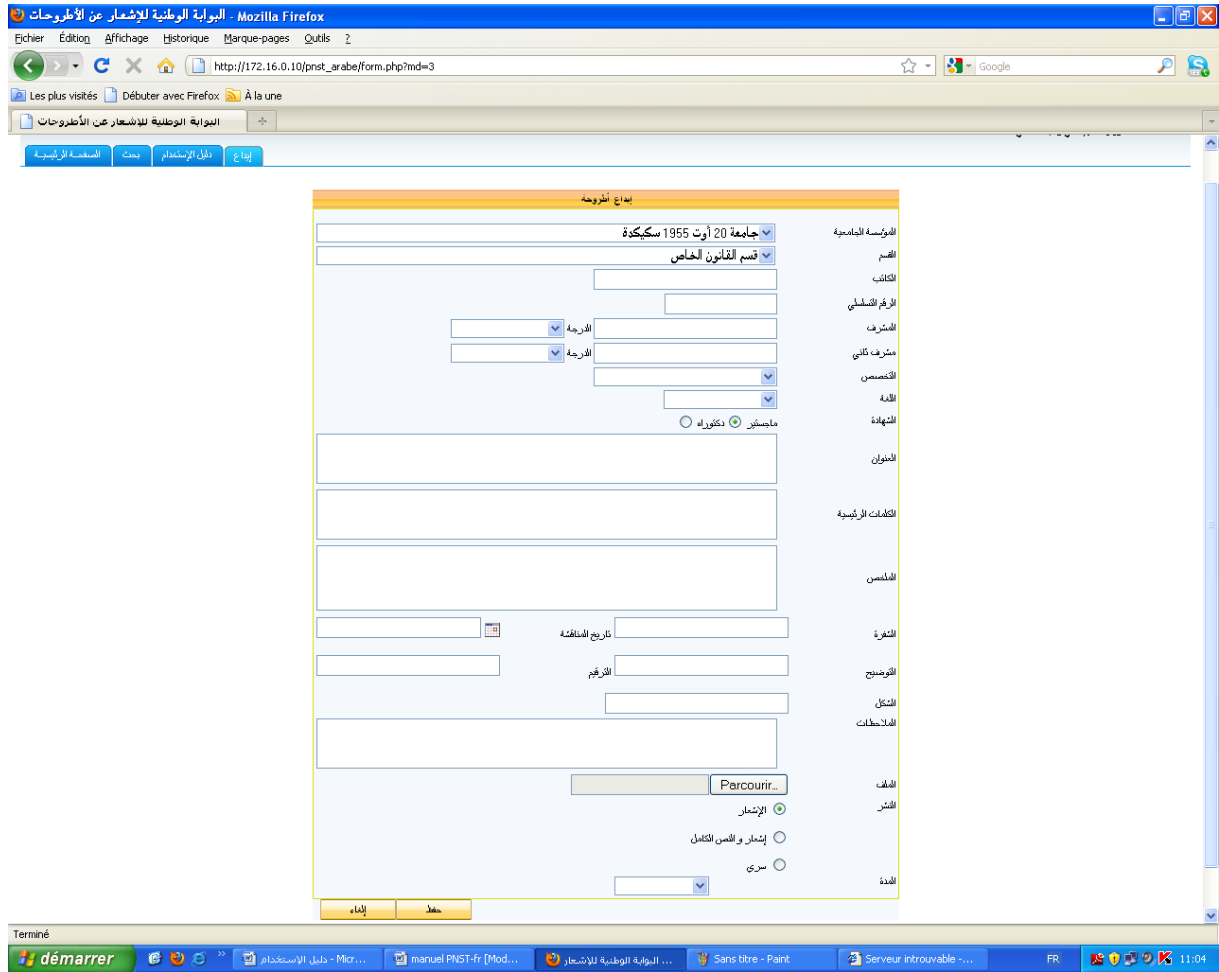 البوابة الوطنية للإشعار عن الأطروحات - Mozilla Firefox
Eichier Édition Affichage Historique Marque-pages Outils ?
http://172.16.0.10/pnst_arabe/form.php?md=3
Google
Les plus visités Débuter avec Firefox À la une
البوابة الوطنية للإشعار عن الأطروحات
إيداع دليل الإستخدام بحث الصفحة الرئيسية
إيداع أطروحة
المؤسسة الجامعية جامعة 20 أوت 1955 سكيكدة
القسم قسم القانون الخاص
الكاتب
الرقم التسلسلي
المشرف الدرجة
مشرف ثاني الدرجة
التخصص
اللغة
الشهادة ماجستير دكتوراه
العنوان
الكلمات الرئيسية
الملخص
الشفرة تاريخ المناقشة
التوضيح الترقيم
الشكل
الملاحظات
الملف Parcourir...
النشر الإشعار
إشعار و النص الكامل
سري
المدة
حفظ إلغاء
Terminé
démarrer دليل الاستخدام - Micr... manuel PNST-fr [Mod... البوابة الوطنية للإشعار ... Sans titre - Paint Serveur introuvable -... FR 11:04